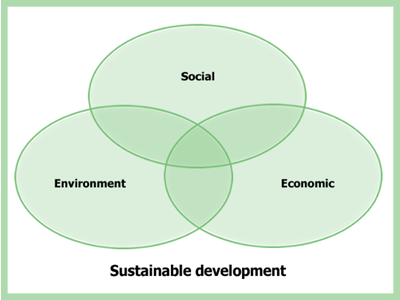 Social
Environment
Economic
Sustainable development